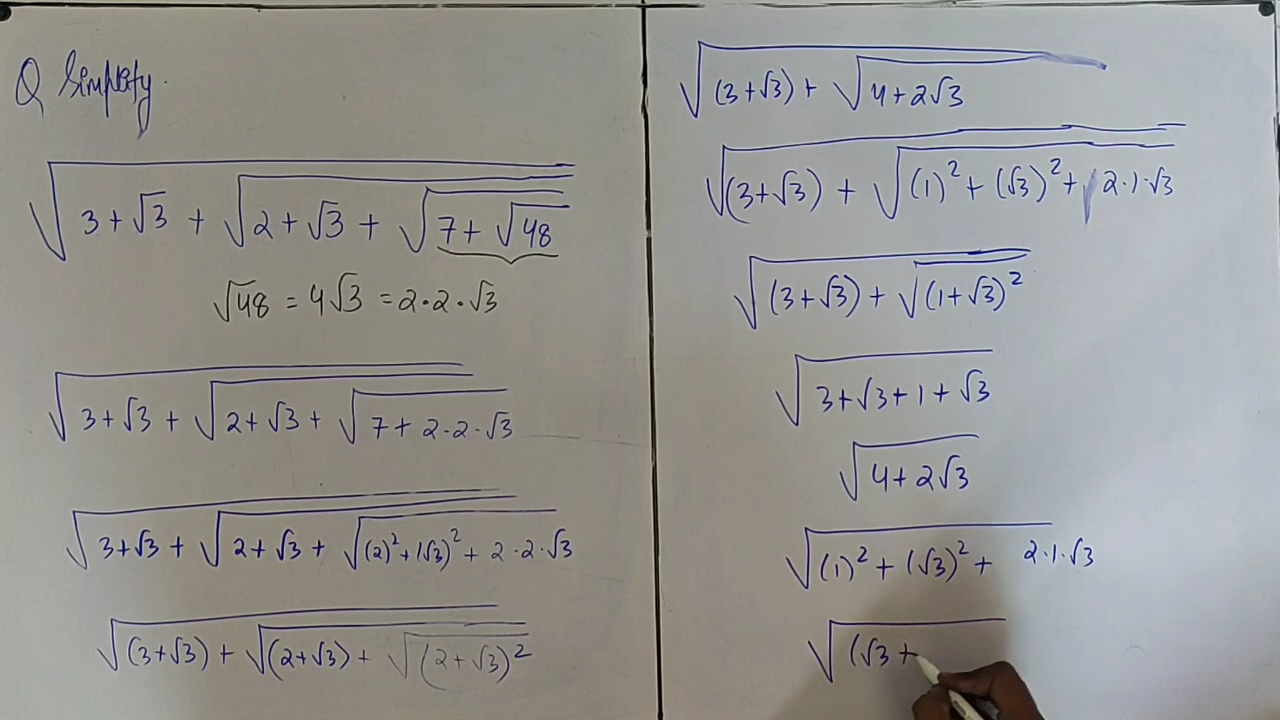 Q Simplify.
√(3+√3 + √(2+√3 + √(7+√48)))
√48 = 4√3 = 2·2·√3
√(3+√3 + √(2+√3 + √(7+2·2·√3)))
√(3+√3 + √(2+√3 + √((2)²+(√3)²+2·2·√3)))
√((3+√3) + √((2+√3) + √((2+√3)²)))
√((3+√3) + √(4+2√3))
√((3+√3) + √((1)²+(√3)²+2·1·√3))
√((3+√3) + √((1+√3)²))
√(3+√3+1+√3)
√(4+2√3)
√((1)²+(√3)²+2·1·√3)
√(√3 +